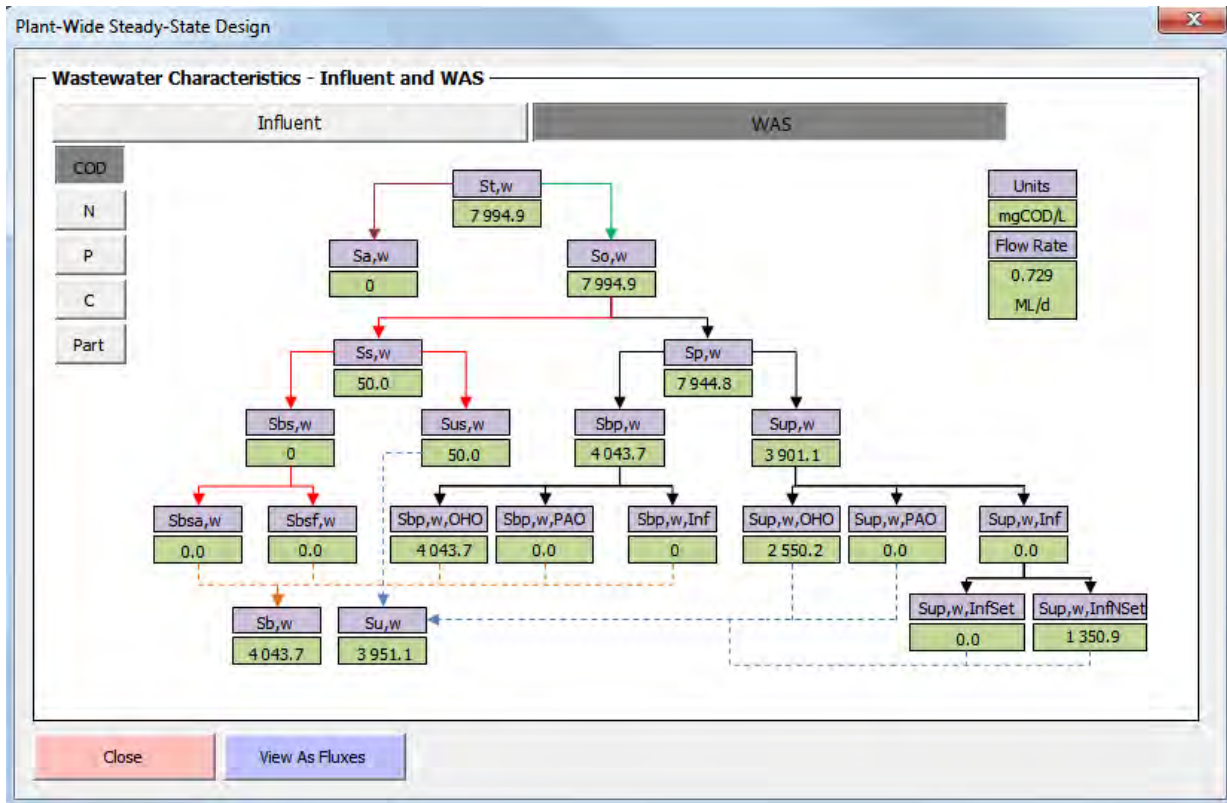 Plant-Wide Steady-State Design
x
Wastewater Characteristics - Influent and WAS
Influent
WAS
COD
N
P
C
Part
St,w
7 994.9
Units
mgCOD/L
Flow Rate
0.729
ML/d
Sa,w
0
So,w
7 994.9
Ss,w
50.0
Sp,w
7 944.8
Sbs,w
0
Sus,w
50.0
Sbp,w
4 043.7
Sup,w
3 901.1
Sbsa,w
0.0
Sbsf,w
0.0
Sbp,w,OHO
4 043.7
Sbp,w,PAO
0.0
Sbp,w,Inf
0
Sup,w,OHO
2 550.2
Sup,w,PAO
0.0
Sup,w,Inf
0.0
Sb,w
4 043.7
Su,w
3 951.1
Sup,w,InfSet
0.0
Sup,w,InfNSet
1 350.9
Close
View As Fluxes